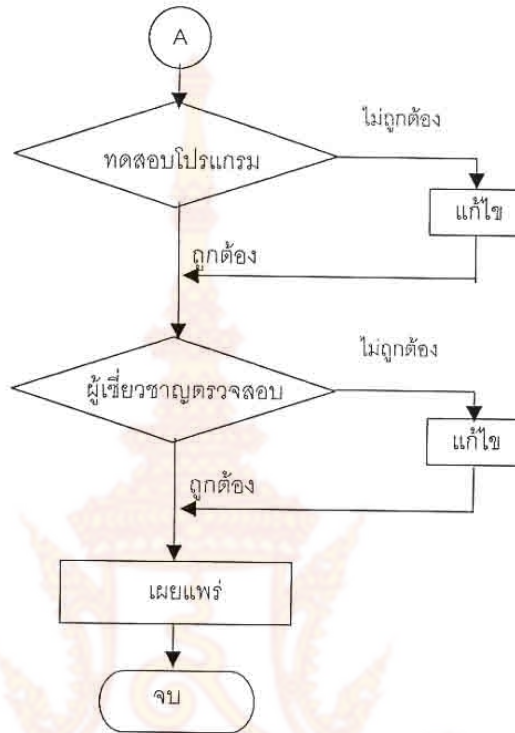 A
ไม่ถูกต้อง
ทดสอบโปรแกรม
แก้ไข
ถูกต้อง
ไม่ถูกต้อง
ผู้เชี่ยวชาญตรวจสอบ
แก้ไข
ถูกต้อง
เผยแพร่
จบ